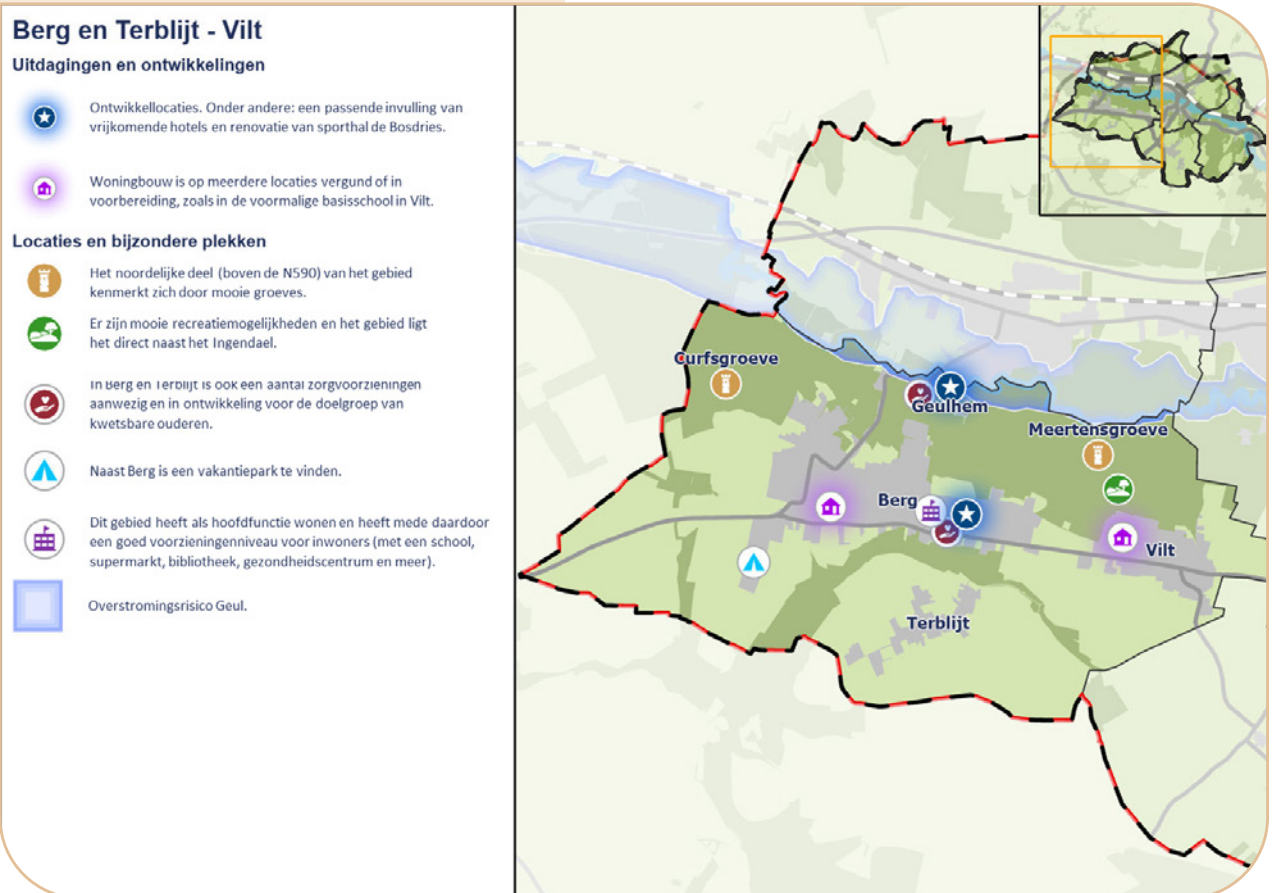 Berg en Terblijt - Vilt
Uitdagingen en ontwikkelingen
Ontwikkellocaties. Onder andere: een passende invulling van
vrijkomende hotels en renovatie van sporthal de Bosdries.
Woningbouw is op meerdere locaties vergund of in
voorbereiding, zoals in de voormalige basisschool in Vilt.
Locaties en bijzondere plekken
Het noordelijke deel (boven de N590) van het gebied
kenmerkt zich door mooie groeves.
Er zijn mooie recreatiemogelijkheden en het gebied ligt
het direct naast het Ingendael.
In Berg en Terblijt is ook een aantal zorgvoorzieningen
aanwezig en in ontwikkeling voor de doelgroep van
kwetsbare ouderen.
Naast Berg is een vakantiepark te vinden.
Dit gebied heeft als hoofdfunctie wonen en heeft mede daardoor
een goed voorzieningenniveau voor inwoners (met een school,
supermarkt, bibliotheek, gezondheidscentrum en meer).
Overstromingsrisico Geul.
Curfsgroeve
Geulhem
Meertensgroeve
Berg
Vilt
Terblijt